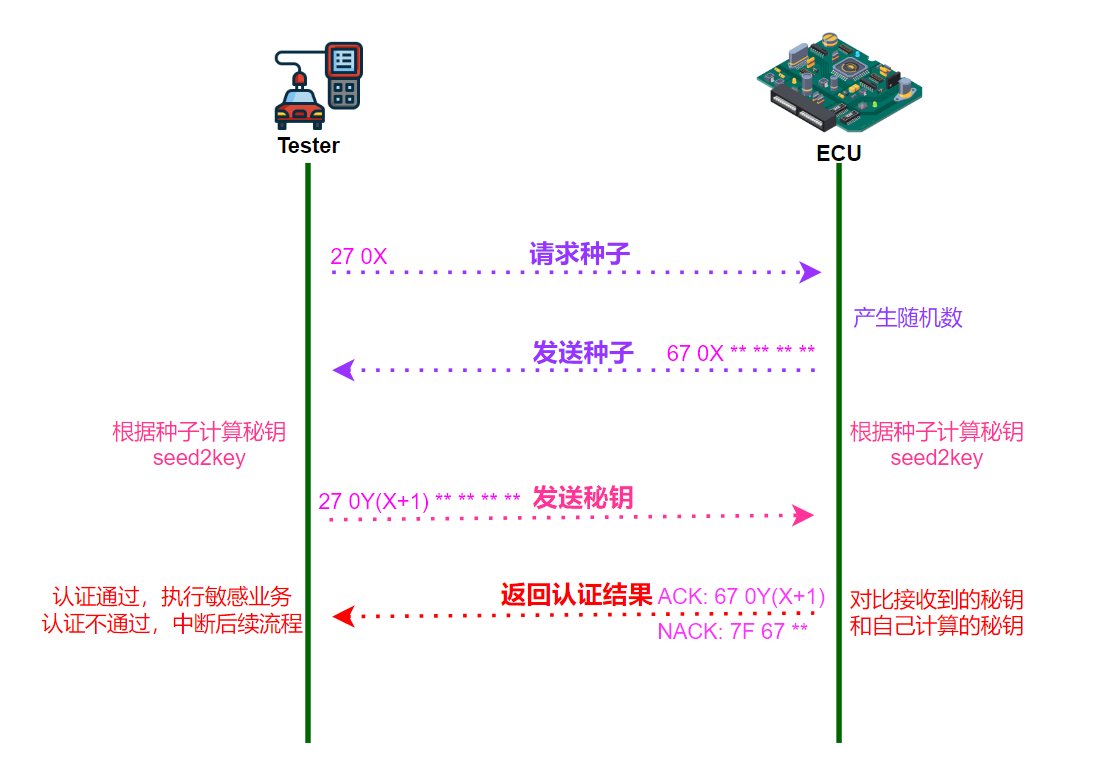 Tester
ECU
27 0X
请求种子
产生随机数
发送种子
67 0X ** ** ** **
根据种子计算秘钥
seed2key
根据种子计算秘钥
seed2key
27 0Y(X+1) ** ** ** **
发送秘钥
认证通过，执行敏感业务
认证不通过，中断后续流程
返回认证结果
ACK: 67 0Y(X+1)
NACK: 7F 67 **
对比接收到的秘钥
和自己计算的秘钥